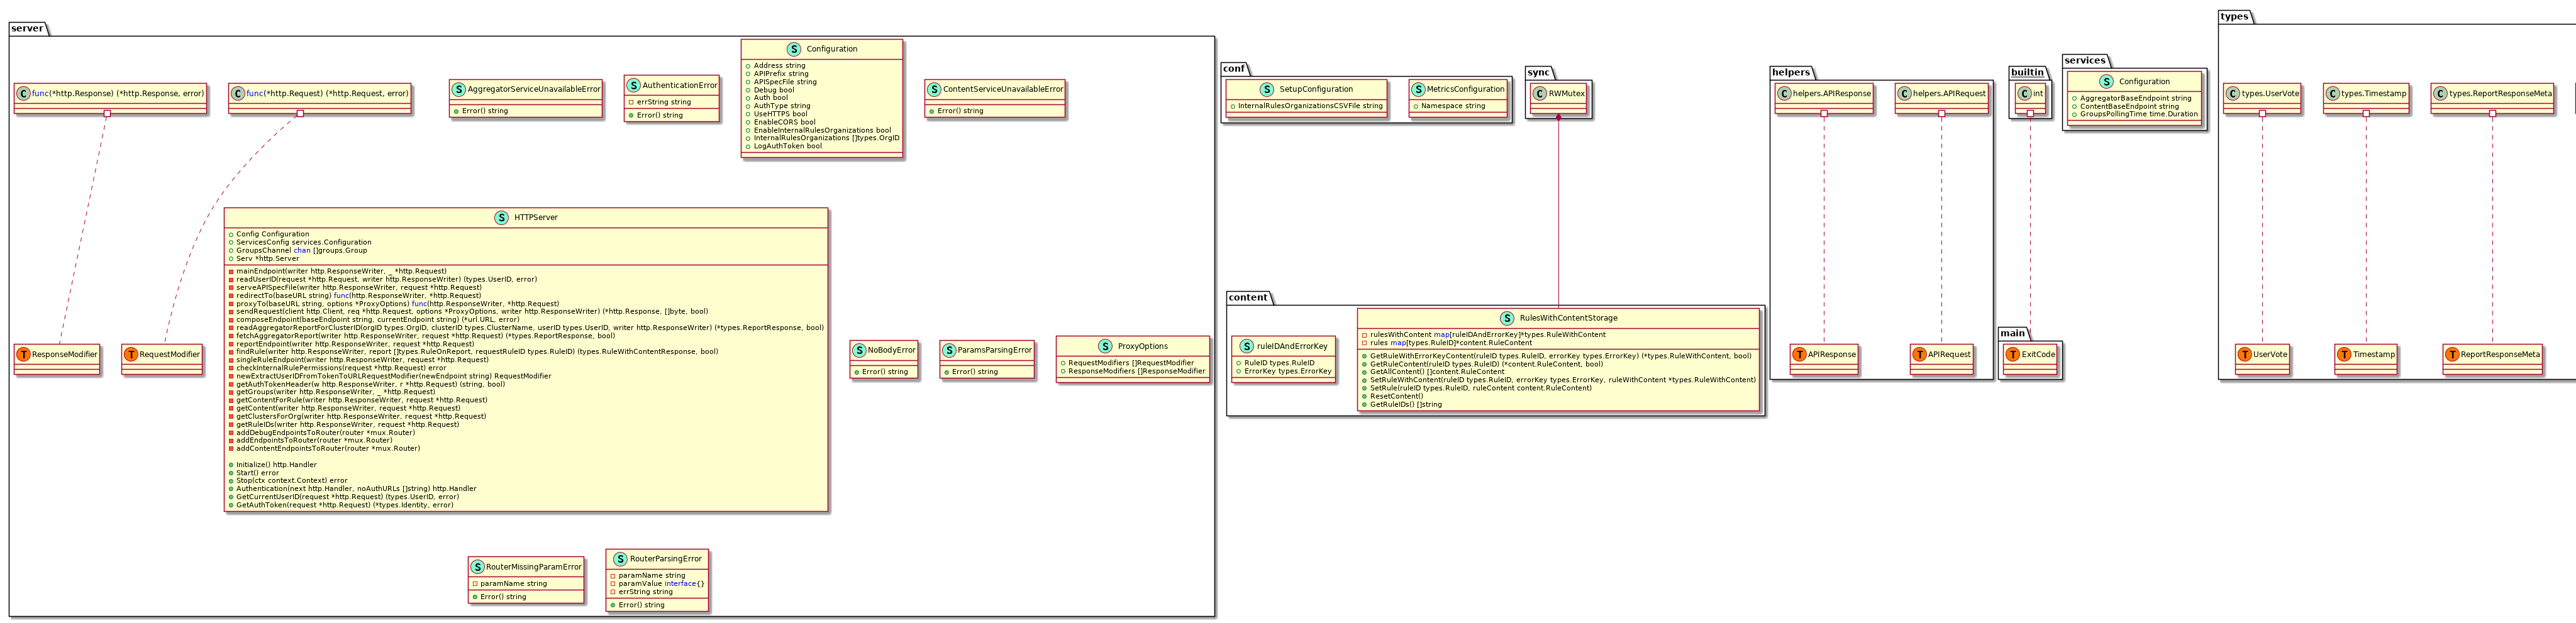 server
C func(*http.Response) (*http.Response, error)
C func(*http.Request) (*http.Request, error)
S AggregatorServiceUnavailableError
Error() string
S AuthenticationError
errString string
Error() string
S Configuration
Address string
APIPrefix string
APISpecFile string
Debug bool
Auth bool
AuthType string
UseHTTPS bool
EnableCORS bool
EnableInternalRulesOrganizations bool
InternalRulesOrganizations []types.OrgID
LogAuthToken bool
S ContentServiceUnavailableError
Error() string
T ResponseModifier
T RequestModifier
S HTTPServer
Config Configuration
ServicesConfig services.Configuration
GroupsChannel chan []groups.Group
Serv *http.Server
mainEndpoint(writer http.ResponseWriter, _ *http.Request)
readUserID(request *http.Request, writer http.ResponseWriter) (types.UserID, error)
serveAPISpecFile(writer http.ResponseWriter, request *http.Request)
redirectTo(baseURL string) func(http.ResponseWriter, *http.Request)
proxyTo(baseURL string, options *ProxyOptions) func(http.ResponseWriter, *http.Request)
sendRequest(client http.Client, req *http.Request, options *ProxyOptions, writer http.ResponseWriter) (*http.Response, []byte, bool)
composeEndpoint(baseEndpoint string, currentEndpoint string) (*url.URL, error)
readAggregatorReportForClusterID(orgID types.OrgID, clusterID types.ClusterName, userID types.UserID, writer http.ResponseWriter) (*types.ReportResponse, bool)
fetchAggregatorReport(writer http.ResponseWriter, request *http.Request) (*types.ReportResponse, bool)
reportEndpoint(writer http.ResponseWriter, request *http.Request)
findRule(writer http.ResponseWriter, report []types.RuleOnReport, requestRuleID types.RuleID) (types.RuleWithContentResponse, bool)
singleRuleEndpoint(writer http.ResponseWriter, request *http.Request)
checkInternalRulePermissions(request *http.Request) error
newExtractUserIDFromTokenToURLRequestModifier(newEndpoint string) RequestModifier
getAuthTokenHeader(w http.ResponseWriter, r *http.Request) (string, bool)
getGroups(writer http.ResponseWriter, _ *http.Request)
getContentForRule(writer http.ResponseWriter, request *http.Request)
getContent(writer http.ResponseWriter, request *http.Request)
getClustersForOrg(writer http.ResponseWriter, request *http.Request)
getRuleIDs(writer http.ResponseWriter, request *http.Request)
addDebugEndpointsToRouter(router *mux.Router)
addEndpointsToRouter(router *mux.Router)
addContentEndpointsToRouter(router *mux.Router)
Initialize() http.Handler
Start() error
Stop(ctx context.Context) error
Authentication(next http.Handler, noAuthURLs []string) http.Handler
GetCurrentUserID(request *http.Request) (types.UserID, error)
GetAuthToken(request *http.Request) (*types.Identity, error)
S NoBodyError
Error() string
S ParamsParsingError
Error() string
S ProxyOptions
RequestModifiers []RequestModifier
ResponseModifiers []ResponseModifier
S RouterMissingParamError
paramName string
Error() string
S RouterParsingError
paramName string
paramValue interface{}
errString string
Error() string
conf
S SetupConfiguration
InternalRulesOrganizationsCSVFile string
S MetricsConfiguration
Namespace string
sync
C RWMutex
content
S ruleIDAndErrorKey
RuleID types.RuleID
ErrorKey types.ErrorKey
S RulesWithContentStorage
rulesWithContent map[ruleIDAndErrorKey]*types.RuleWithContent
rules map[types.RuleID]*content.RuleContent
GetRuleWithErrorKeyContent(ruleID types.RuleID, errorKey types.ErrorKey) (*types.RuleWithContent, bool)
GetRuleContent(ruleID types.RuleID) (*content.RuleContent, bool)
GetAllContent() []content.RuleContent
SetRuleWithContent(ruleID types.RuleID, errorKey types.ErrorKey, ruleWithContent *types.RuleWithContent)
SetRule(ruleID types.RuleID, ruleContent content.RuleContent)
ResetContent()
GetRuleIDs() []string
helpers
C helpers.APIResponse
C helpers.APIRequest
T APIResponse
T APIRequest
builtin
C int
main
T ExitCode
services
S Configuration
AggregatorBaseEndpoint string
ContentBaseEndpoint string
GroupsPollingTime time.Duration
types
C types.UserVote
C types.Timestamp
C types.ReportResponseMeta
T UserVote
T Timestamp
T ReportResponseMeta